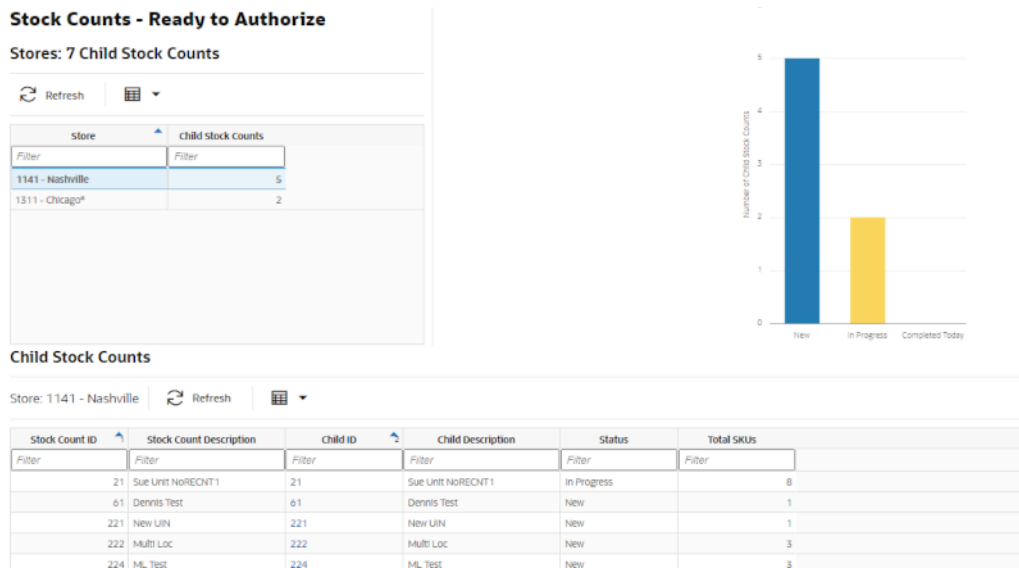 Stock Counts - Ready to Authorize
Stores: 7 Child Stock Counts
Refresh
Store Child Stock Counts
Filter Filter
1141 - Nashville 5
1311 - Chicago* 2
Number of Child Stock Counts
5
4
3
2
1
0
New In Progress Completed Today
Child Stock Counts
Store: 1141 - Nashville Refresh
Stock Count ID 1 Stock Count Description Child ID 2 Child Description Status Total SKUs
Filter Filter Filter Filter Filter Filter
21 Sue Unit NoRECNT1 21 Sue Unit NoRECNT1 In Progress 8
61 Dennis Test 61 Dennis Test New 1
221 New UIN 221 New UIN New 1
222 Multi Loc 222 Multi Loc New 3
224 ML Test 224 ML Test New 3